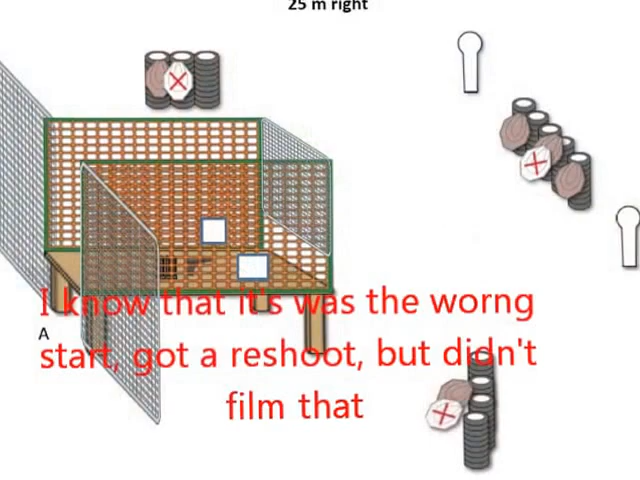 25 m right
I know that it's was the worng
A
start, got a reshoot, but didn't
film that